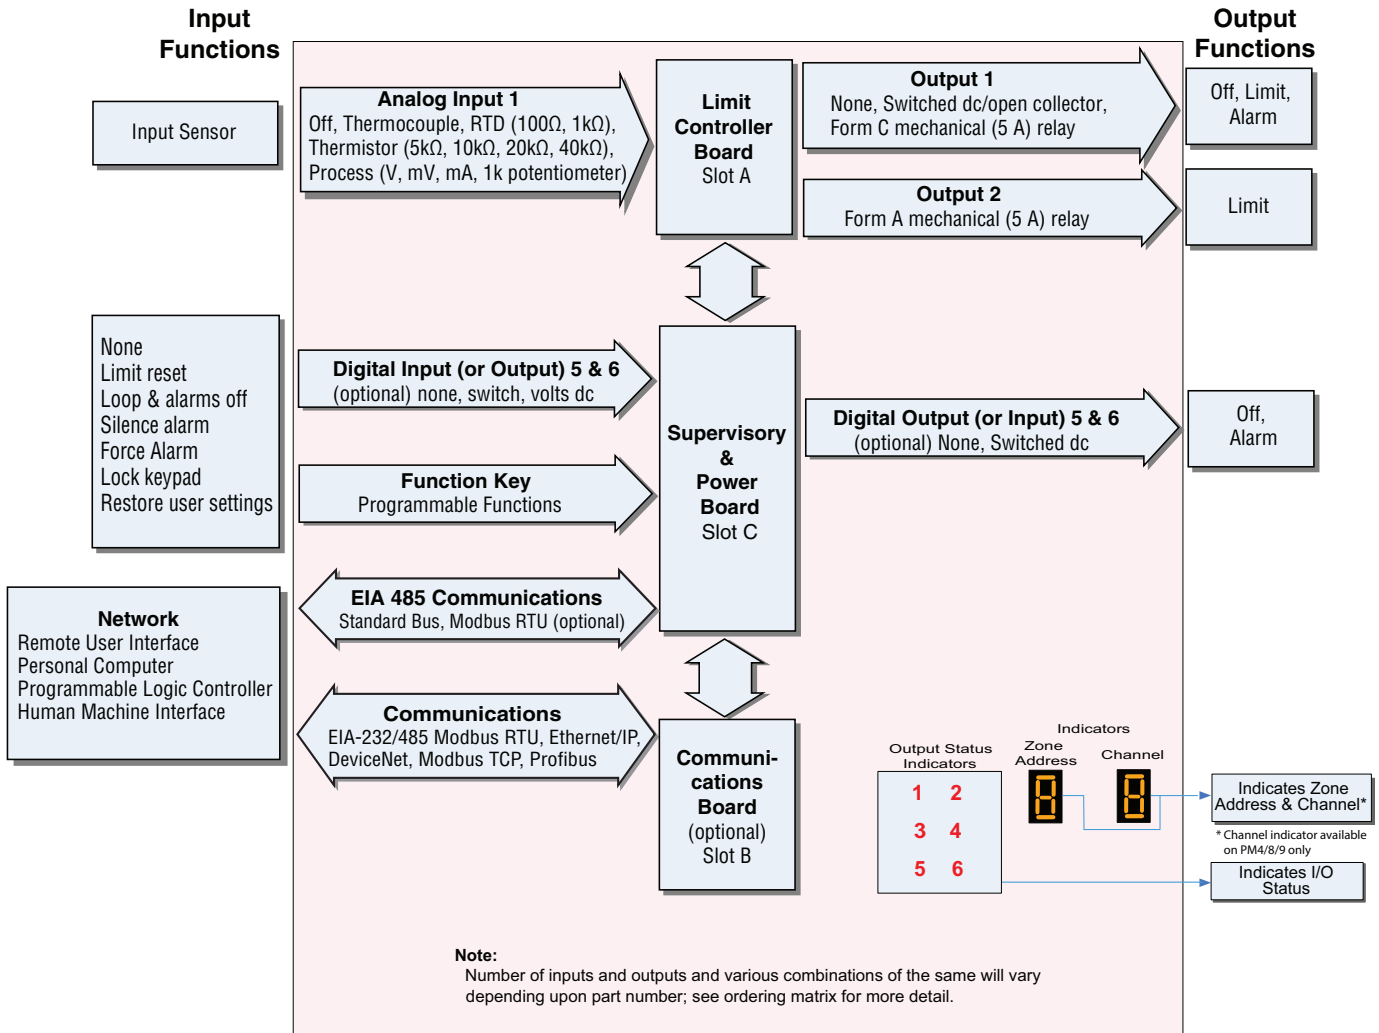 Input
Functions
Output
Functions
Input Sensor
Analog Input 1
Off, Thermocouple, RTD (100Ω, 1kΩ),
Thermistor (5kΩ, 10kΩ, 20kΩ, 40kΩ),
Process (V, mV, mA, 1k potentiometer)
Limit
Controller
Board
Slot A
Output 1
None, Switched dc/open collector,
Form C mechanical (5 A) relay
Off, Limit,
Alarm
Output 2
Form A mechanical (5 A) relay
Limit
None
Limit reset
Loop & alarms off
Silence alarm
Force Alarm
Lock keypad
Restore user settings
Digital Input (or Output) 5 & 6
(optional) none, switch, volts dc
Function Key
Programmable Functions
Supervisory
&
Power
Board
Slot C
Digital Output (or Input) 5 & 6
(optional) None, Switched dc
Off,
Alarm
EIA 485 Communications
Standard Bus, Modbus RTU (optional)
Network
Remote User Interface
Personal Computer
Programmable Logic Controller
Human Machine Interface
Communications
EIA-232/485 Modbus RTU, Ethernet/IP,
DeviceNet, Modbus TCP, Profibus
Communi-
cations
Board
(optional)
Slot B
Indicators
Output Status
Indicators
Zone
Address
Channel
1 2
3 4
5 6
8
8
Indicates Zone
Address & Channel*
* Channel indicator available
on PM4/8/9 only
Indicates I/O
Status
Note:
Number of inputs and outputs and various combinations of the same will vary
depending upon part number; see ordering matrix for more detail.